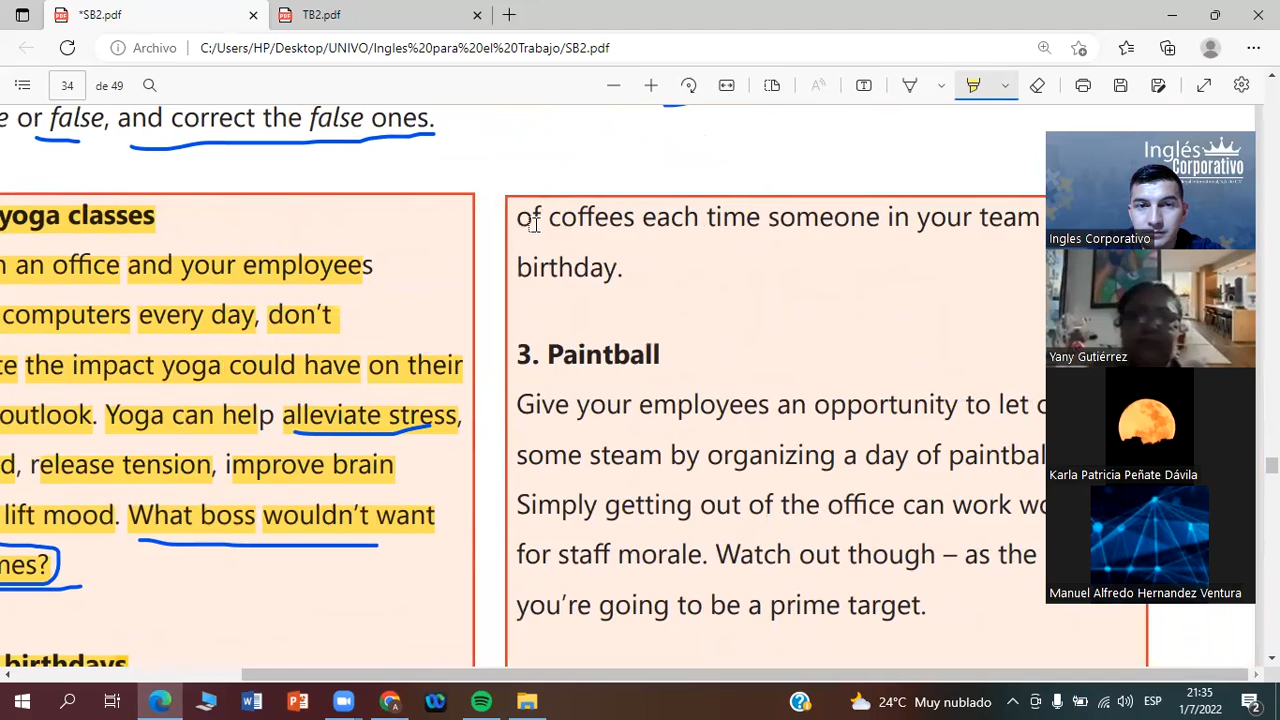 *SB2.pdf
TB2.pdf
Archivo
C:/Users/HP/Desktop/UNIVO/Ingles%20para%20el%20Trabajo/SB2.pdf
34
de 49
e or false, and correct the false ones.
yoga classes
n an office and your employees
computers every day, don't
te the impact yoga could have on their
outlook. Yoga can help alleviate stress,
d, release tension, improve brain
lift mood. What boss wouldn't want
mes?
birthdays
of coffees each time someone in your team
birthday.
3. Paintball
Give your employees an opportunity to let o
some steam by organizing a day of paintbal
Simply getting out of the office can work wo
for staff morale. Watch out though – as the
you're going to be a prime target.
Inglés
Corporativo
Ingles Corporativo
Yany Gutiérrez
Karla Patricia Peñate Dávila
Manuel Alfredo Hernandez Ventura
24°C Muy nublado
ESP
21:35
1/7/2022
2